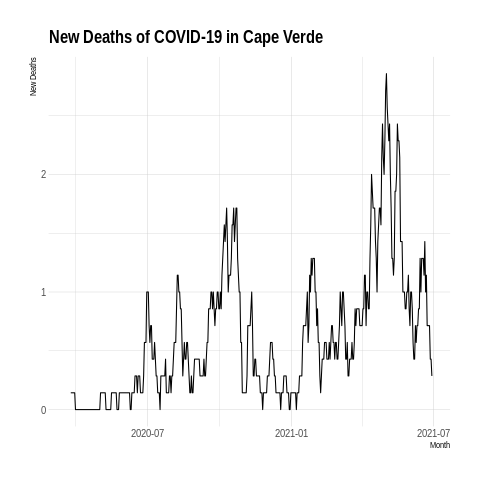 New Deaths of COVID-19 in Cape Verde
New Deaths
2
1
0
2020-07
2021-01
2021-07
Month